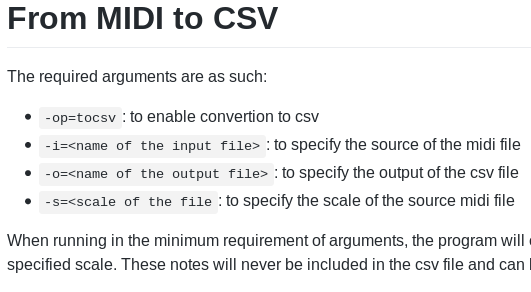 From MIDI to CSV
The required arguments are as such:
-op=tocsv : to enable convertion to csv
-i=<name of the input file> : to specify the source of the midi file
-o=<name of the output file> : to specify the output of the csv file
-s=<scale of the file : to specify the scale of the source midi file
When running in the minimum requirement of arguments, the program will
specified scale. These notes will never be included in the csv file and can